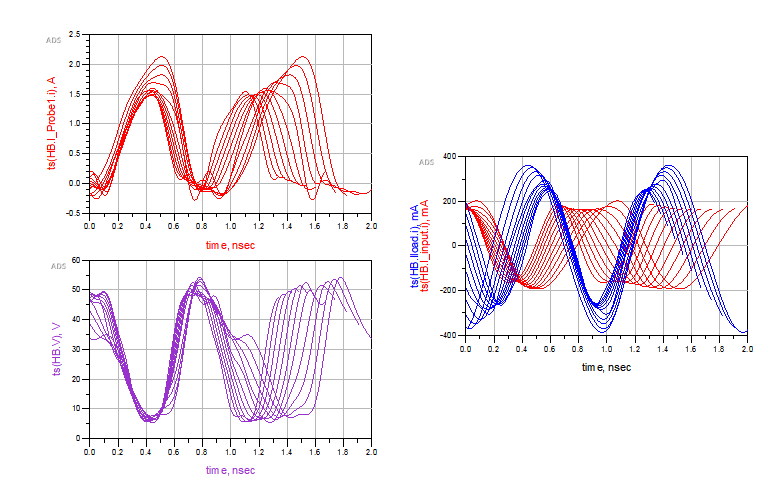 ADS
ts(HB.I_Probe1.i), A
2.5
2.0
1.5
1.0
0.5
0.0
-0.5
0.0 0.2 0.4 0.6 0.8 1.0 1.2 1.4 1.6 1.8 2.0
time, nsec
ADS
ts(HB.V), V
60
50
40
30
20
10
0
0.0 0.2 0.4 0.6 0.8 1.0 1.2 1.4 1.6 1.8 2.0
time, nsec
ADS
ts(HB.Iload.i), mA
ts(HB.I_input.i), mA
400
200
0
-200
-400
0.0 0.2 0.4 0.6 0.8 1.0 1.2 1.4 1.6 1.8 2.0
time, nsec